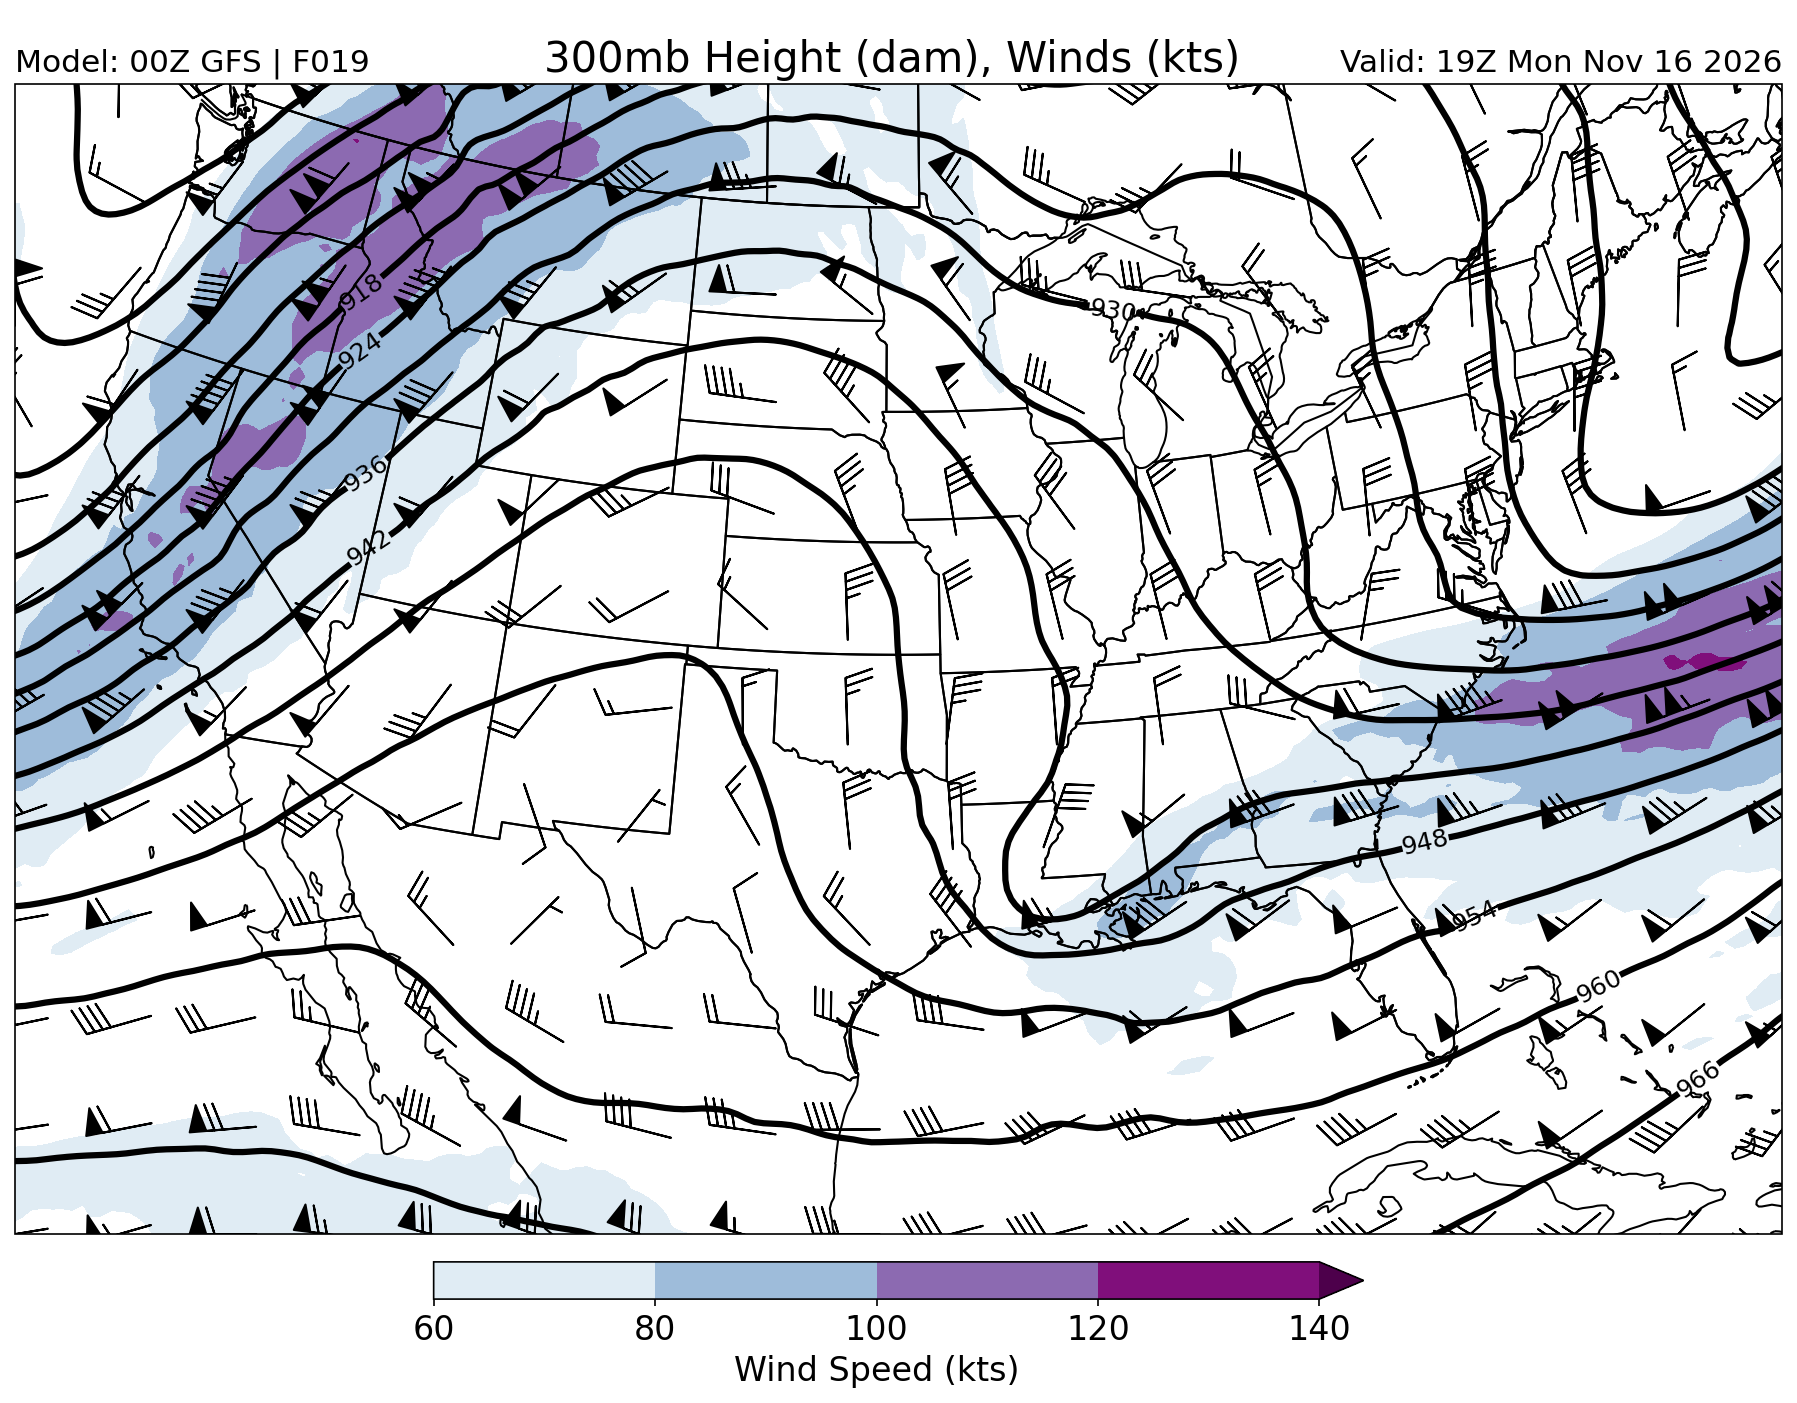 Model: 00Z GFS | F019
300mb Height (dam), Winds (kts)
Valid: 19Z Mon Nov 16 2026
918
930
924
936
942
948
954
960
966
60 80 100 120 140
Wind Speed (kts)